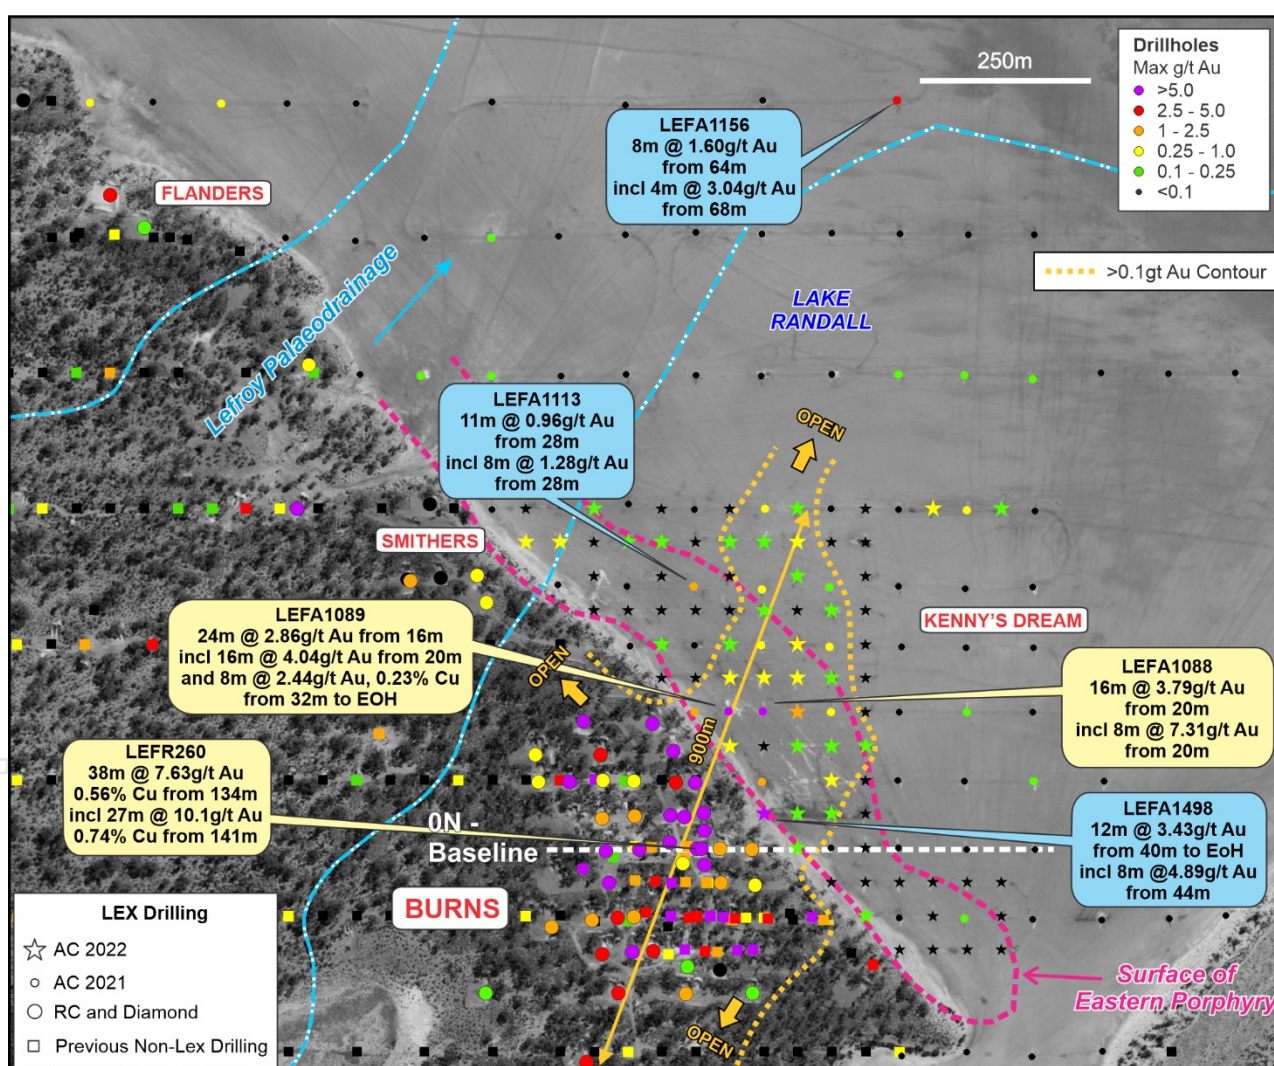 250m
Drillholes
Max g/t Au
>5.0
2.5 - 5.0
1 - 2.5
0.25 - 1.0
0.1 - 0.25
<0.1
>0.1gt Au Contour
LEFA1156
8m @ 1.60g/t Au
from 64m
incl 4m @ 3.04g/t Au
from 68m
FLANDERS
Lefroy Palaeodrainage
LAKE
RANDALL
LEFA1113
11m @ 0.96g/t Au
from 28m
incl 8m @ 1.28g/t Au
from 28m
OPEN
SMITHERS
LEFA1089
24m @ 2.86g/t Au from 16m
incl 16m @ 4.04g/t Au from 20m
and 8m @ 2.44g/t Au, 0.23% Cu
from 32m to EOH
KENNY'S DREAM
OPEN
LEFA1088
16m @ 3.79g/t Au
from 20m
incl 8m @ 7.31g/t Au
from 20m
900m
LEFR260
38m @ 7.63g/t Au
0.56% Cu from 134m
incl 27m @ 10.1g/t Au
0.74% Cu from 141m
0N -
Baseline
LEFA1498
12m @ 3.43g/t Au
from 40m to EoH
incl 8m @4.89g/t Au
from 44m
BURNS
LEX Drilling
AC 2022
AC 2021
RC and Diamond
Previous Non-Lex Drilling
Surface of
Eastern Porphyry
OPEN